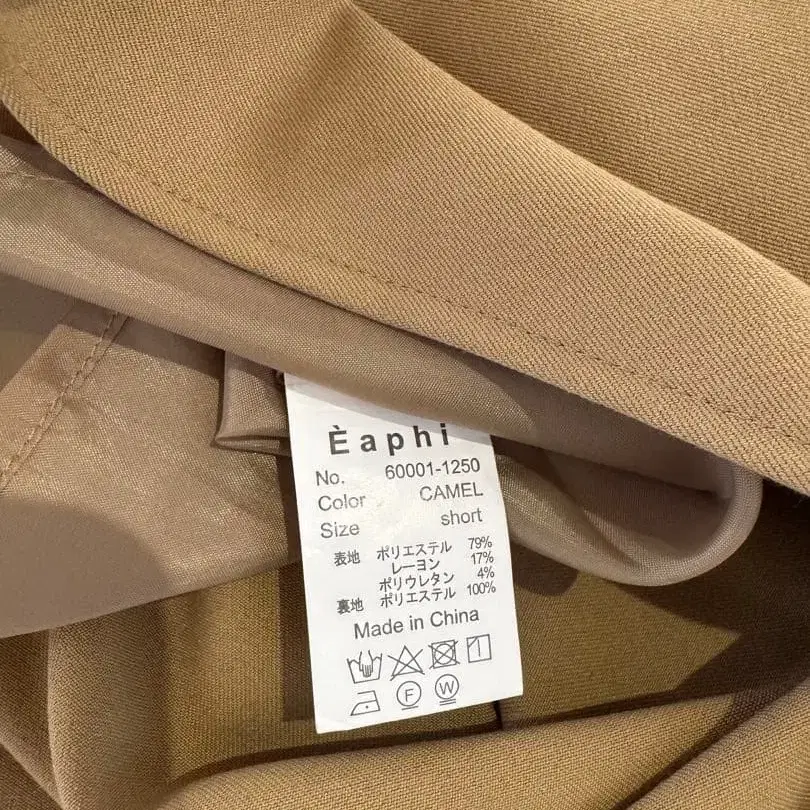 Èaphi
No. 60001-1250
Color CAMEL
Size short
表地 ポリエステル 79%
レーヨン 17%
ポリウレタン 4%
裏地 ポリエステル 100%
Made in China
F W